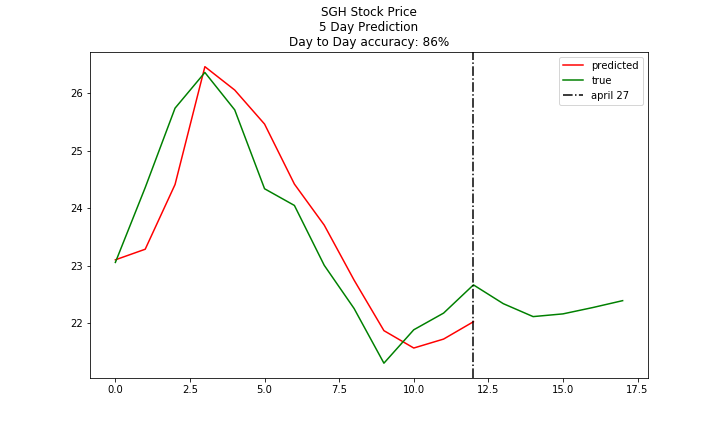 SGH Stock Price
5 Day Prediction
Day to Day accuracy: 86%
predicted
true
april 27
26
25
24
23
22
0.0 2.5 5.0 7.5 10.0 12.5 15.0 17.5